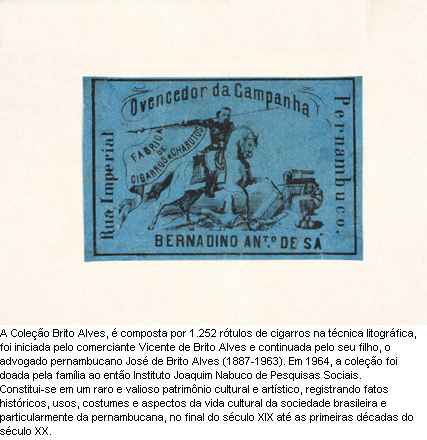 O vencedor da Campanha
Rua Imperial
Pernambuco.
FABRICA
DE
CIGARROS & CHARUTOS
BERNADINO ANT.º DE SA
A Coleção Brito Alves, é composta por 1.252 rótulos de cigarros na técnica litográfica,
foi iniciada pelo comerciante Vicente de Brito Alves e continuada pelo seu filho, o
advogado pernambucano José de Brito Alves (1887-1963). Em 1964, a coleção foi
doada pela família ao então Instituto Joaquim Nabuco de Pesquisas Sociais.
Constitui-se em um raro e valioso patrimônio cultural e artístico, registrando fatos
históricos, usos, costumes e aspectos da vida cultural da sociedade brasileira e
particularmente da pernambucana, no final do século XIX até as primeiras décadas do
século XX.